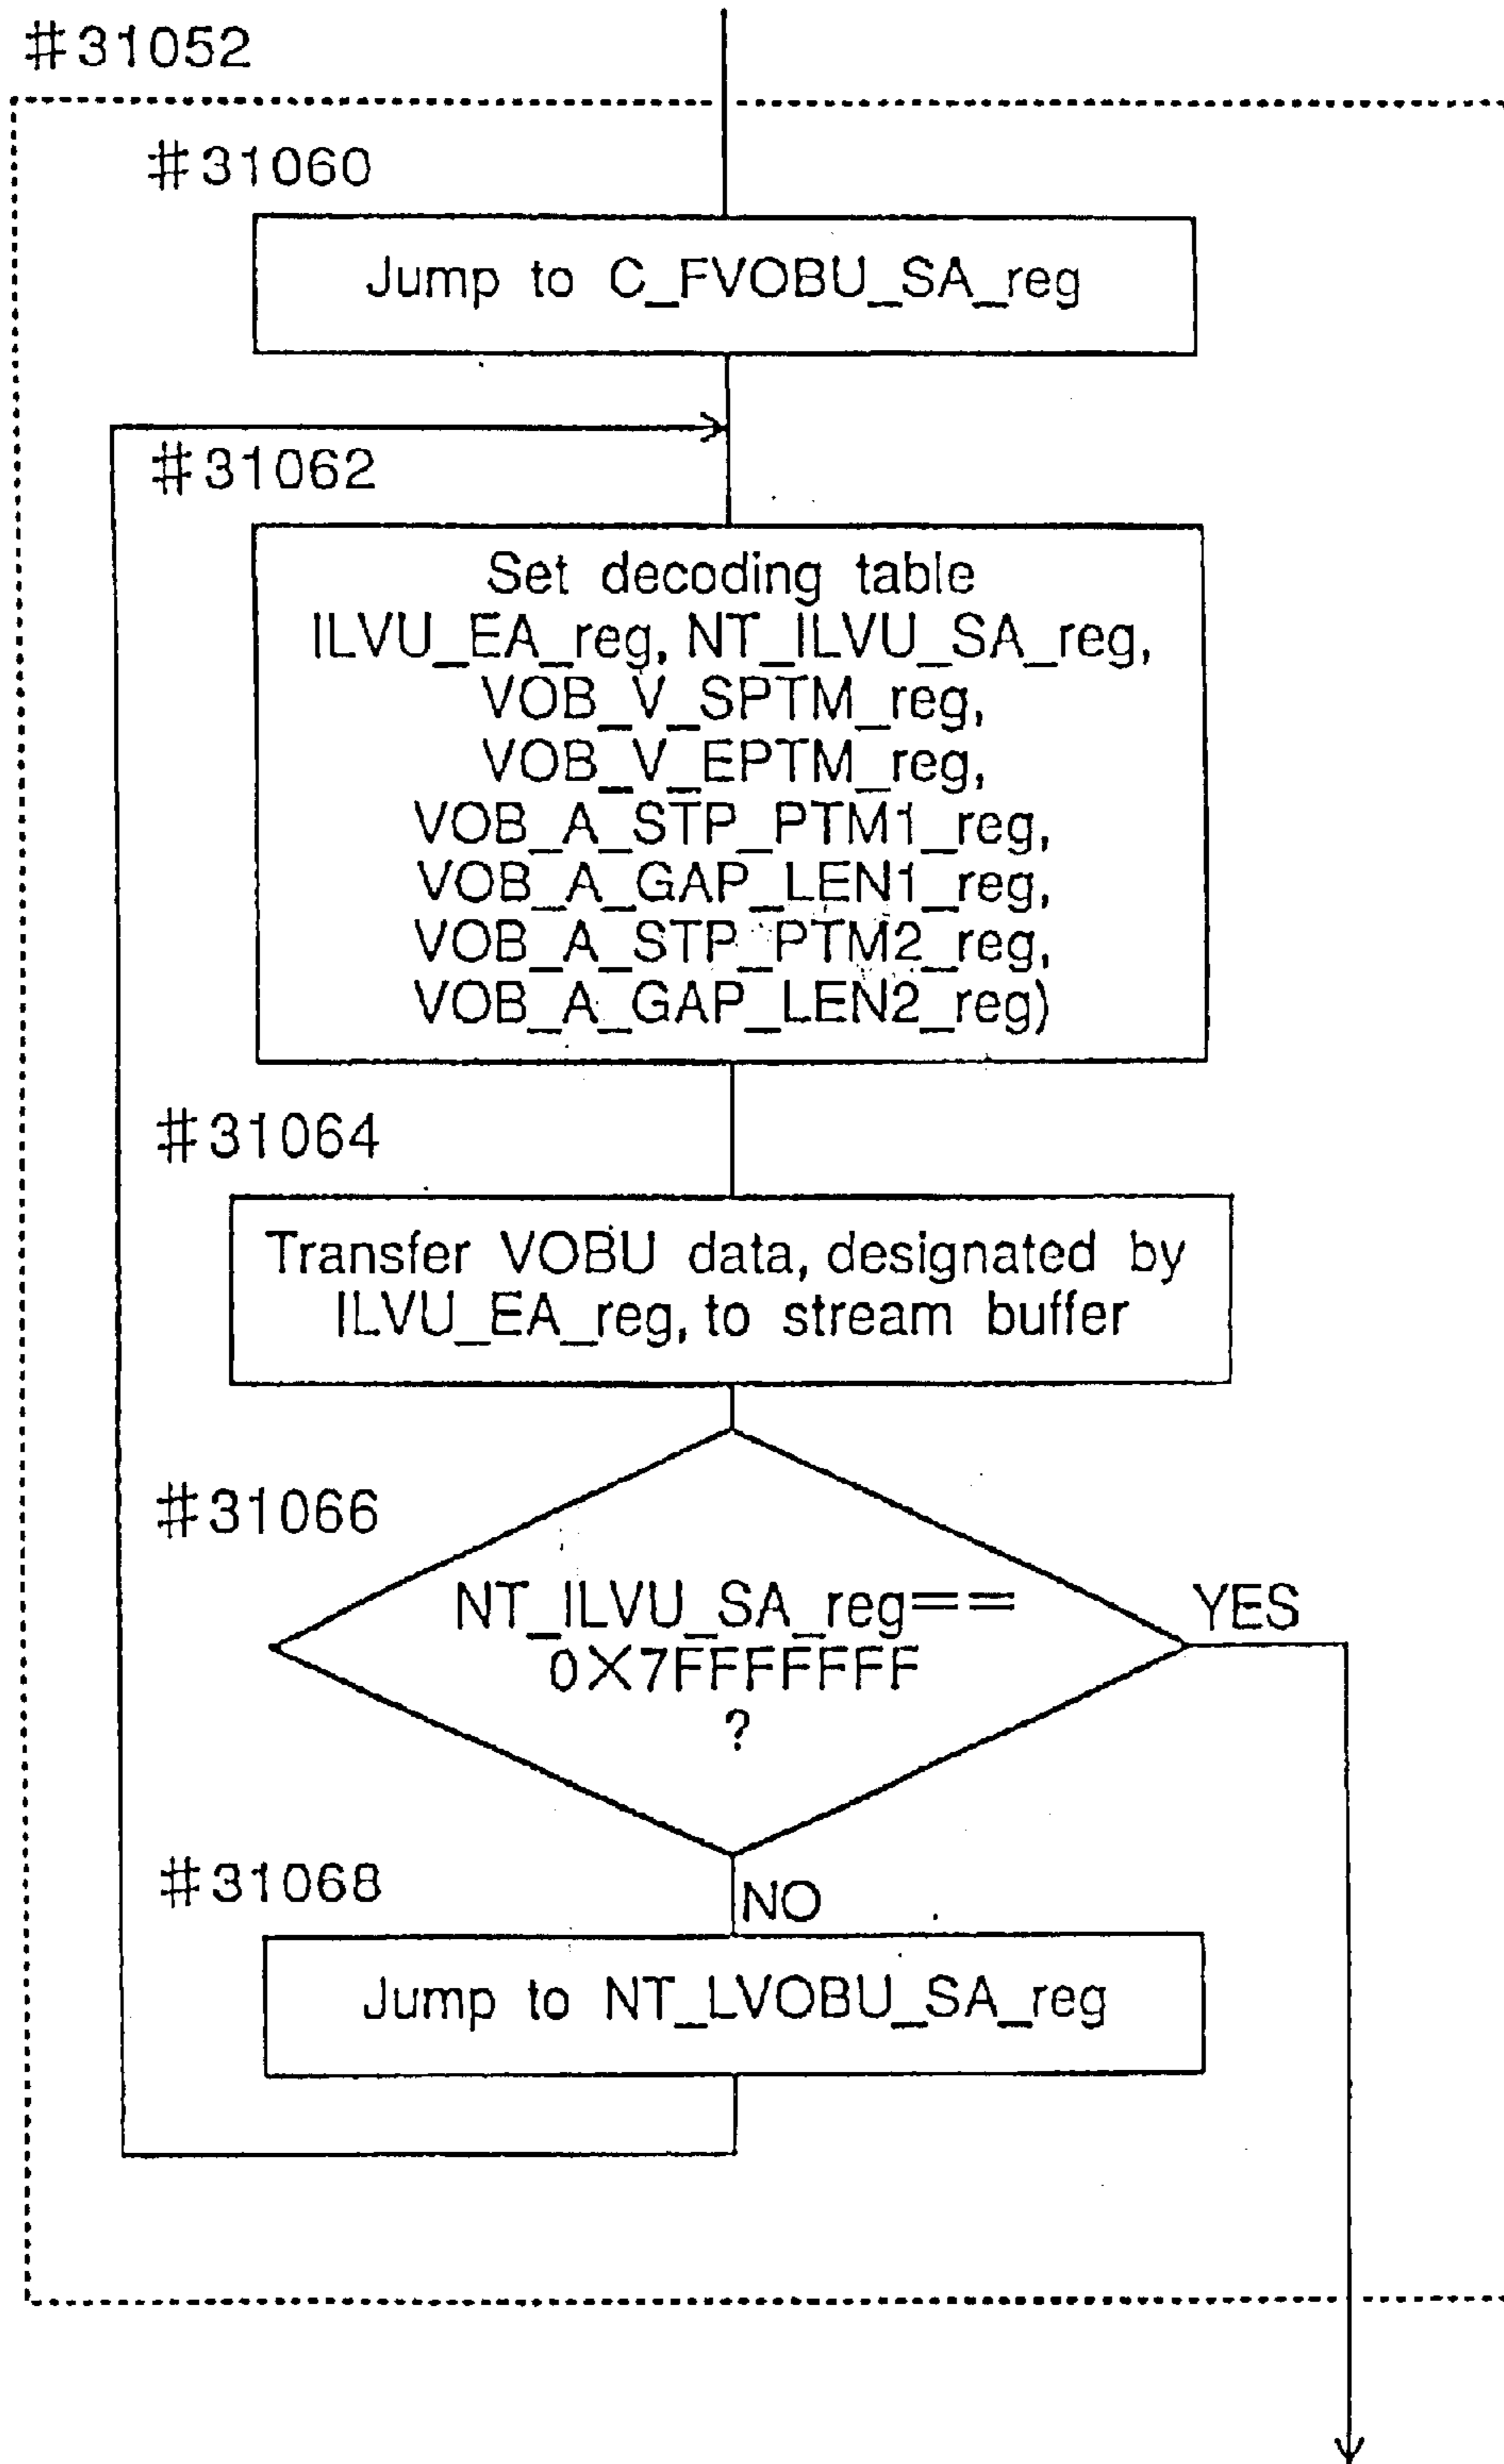 #31052
#31060
Jump to C_FVOBU_SA_reg
#31062
Set decoding table
ILVU_EA_reg, NT_ILVU_SA_reg,
VOB_V_SPTM_reg,
VOB_V_EPTM_reg,
VOB_A_STP_PTM1_reg,
VOB_A_GAP_LEN1_reg,
VOB_A_STP_PTM2_reg,
VOB_A_GAP_LEN2_reg)
#31064
Transfer VOBU data, designated by
ILVU_EA_reg, to stream buffer
#31066
NT_ILVU_SA_reg==
0X7FFFFFFF
?
YES
#31068
NO
Jump to NT_LVOBU_SA_reg